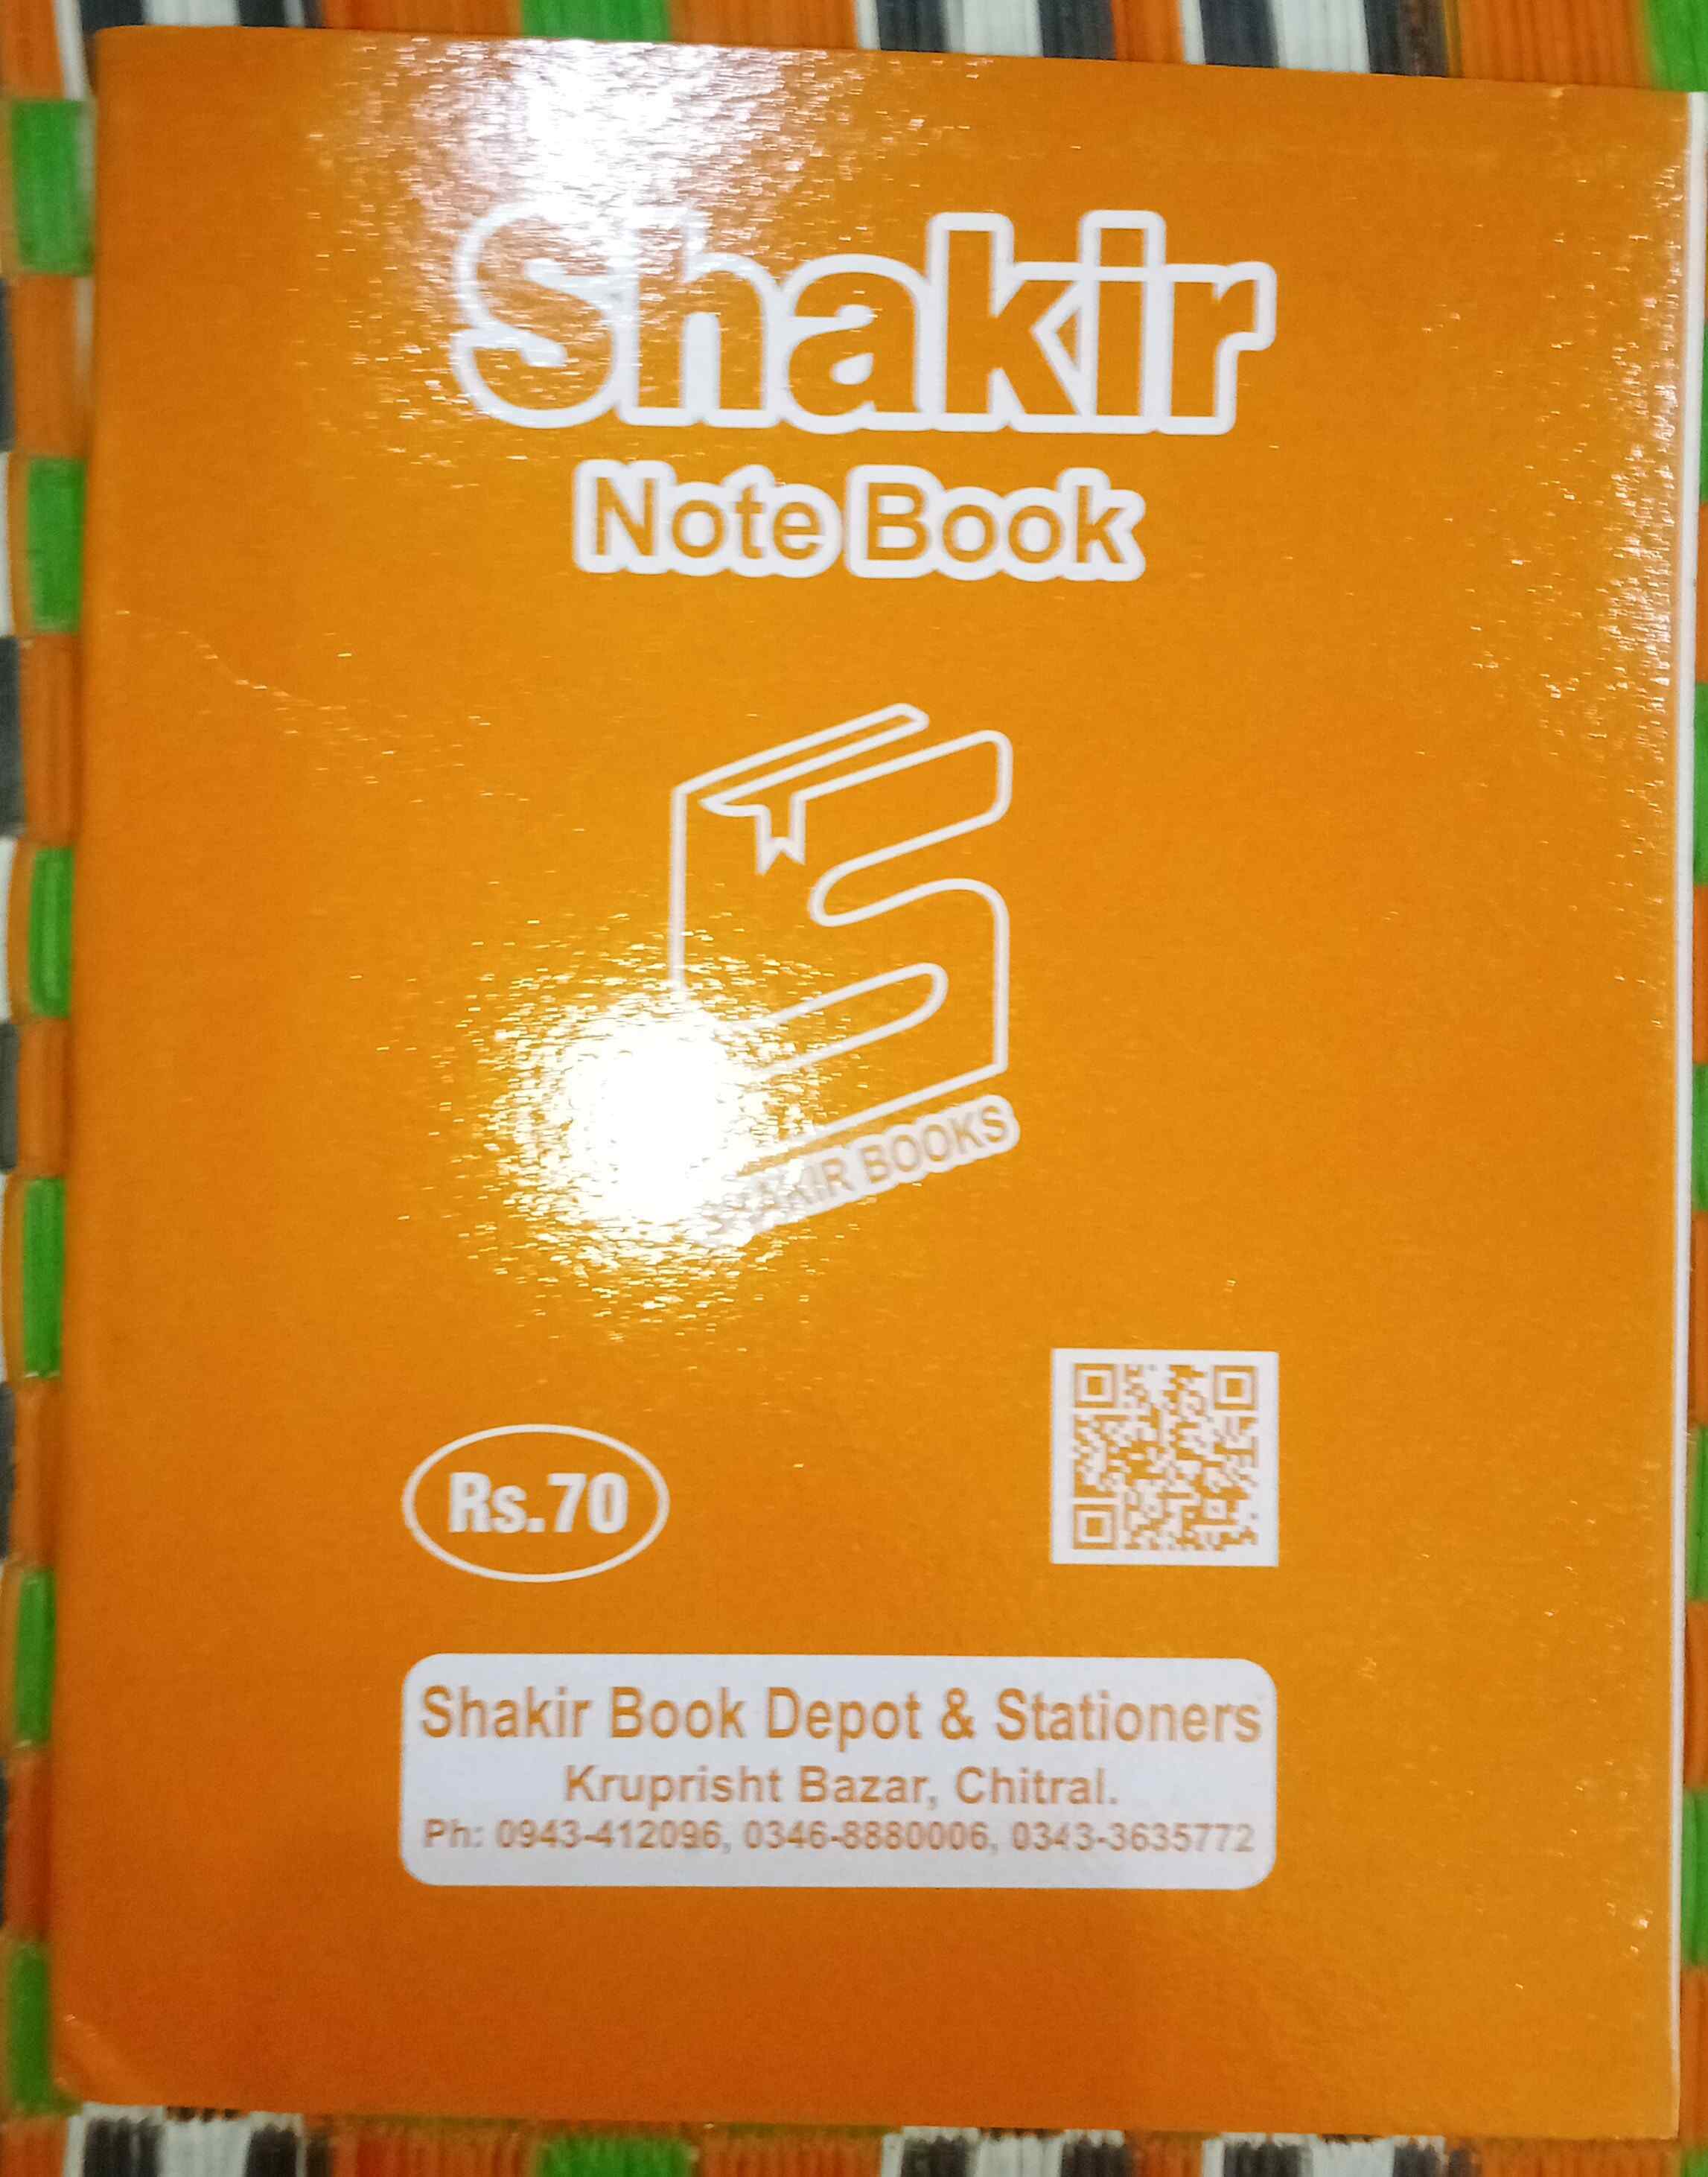 Shakir
Note Book
SHAKIR BOOKS
Rs.70
Shakir Book Depot & Stationers
Kruprisht Bazar, Chitral.
Ph: 0943-412096, 0346-8880006, 0343-3635772